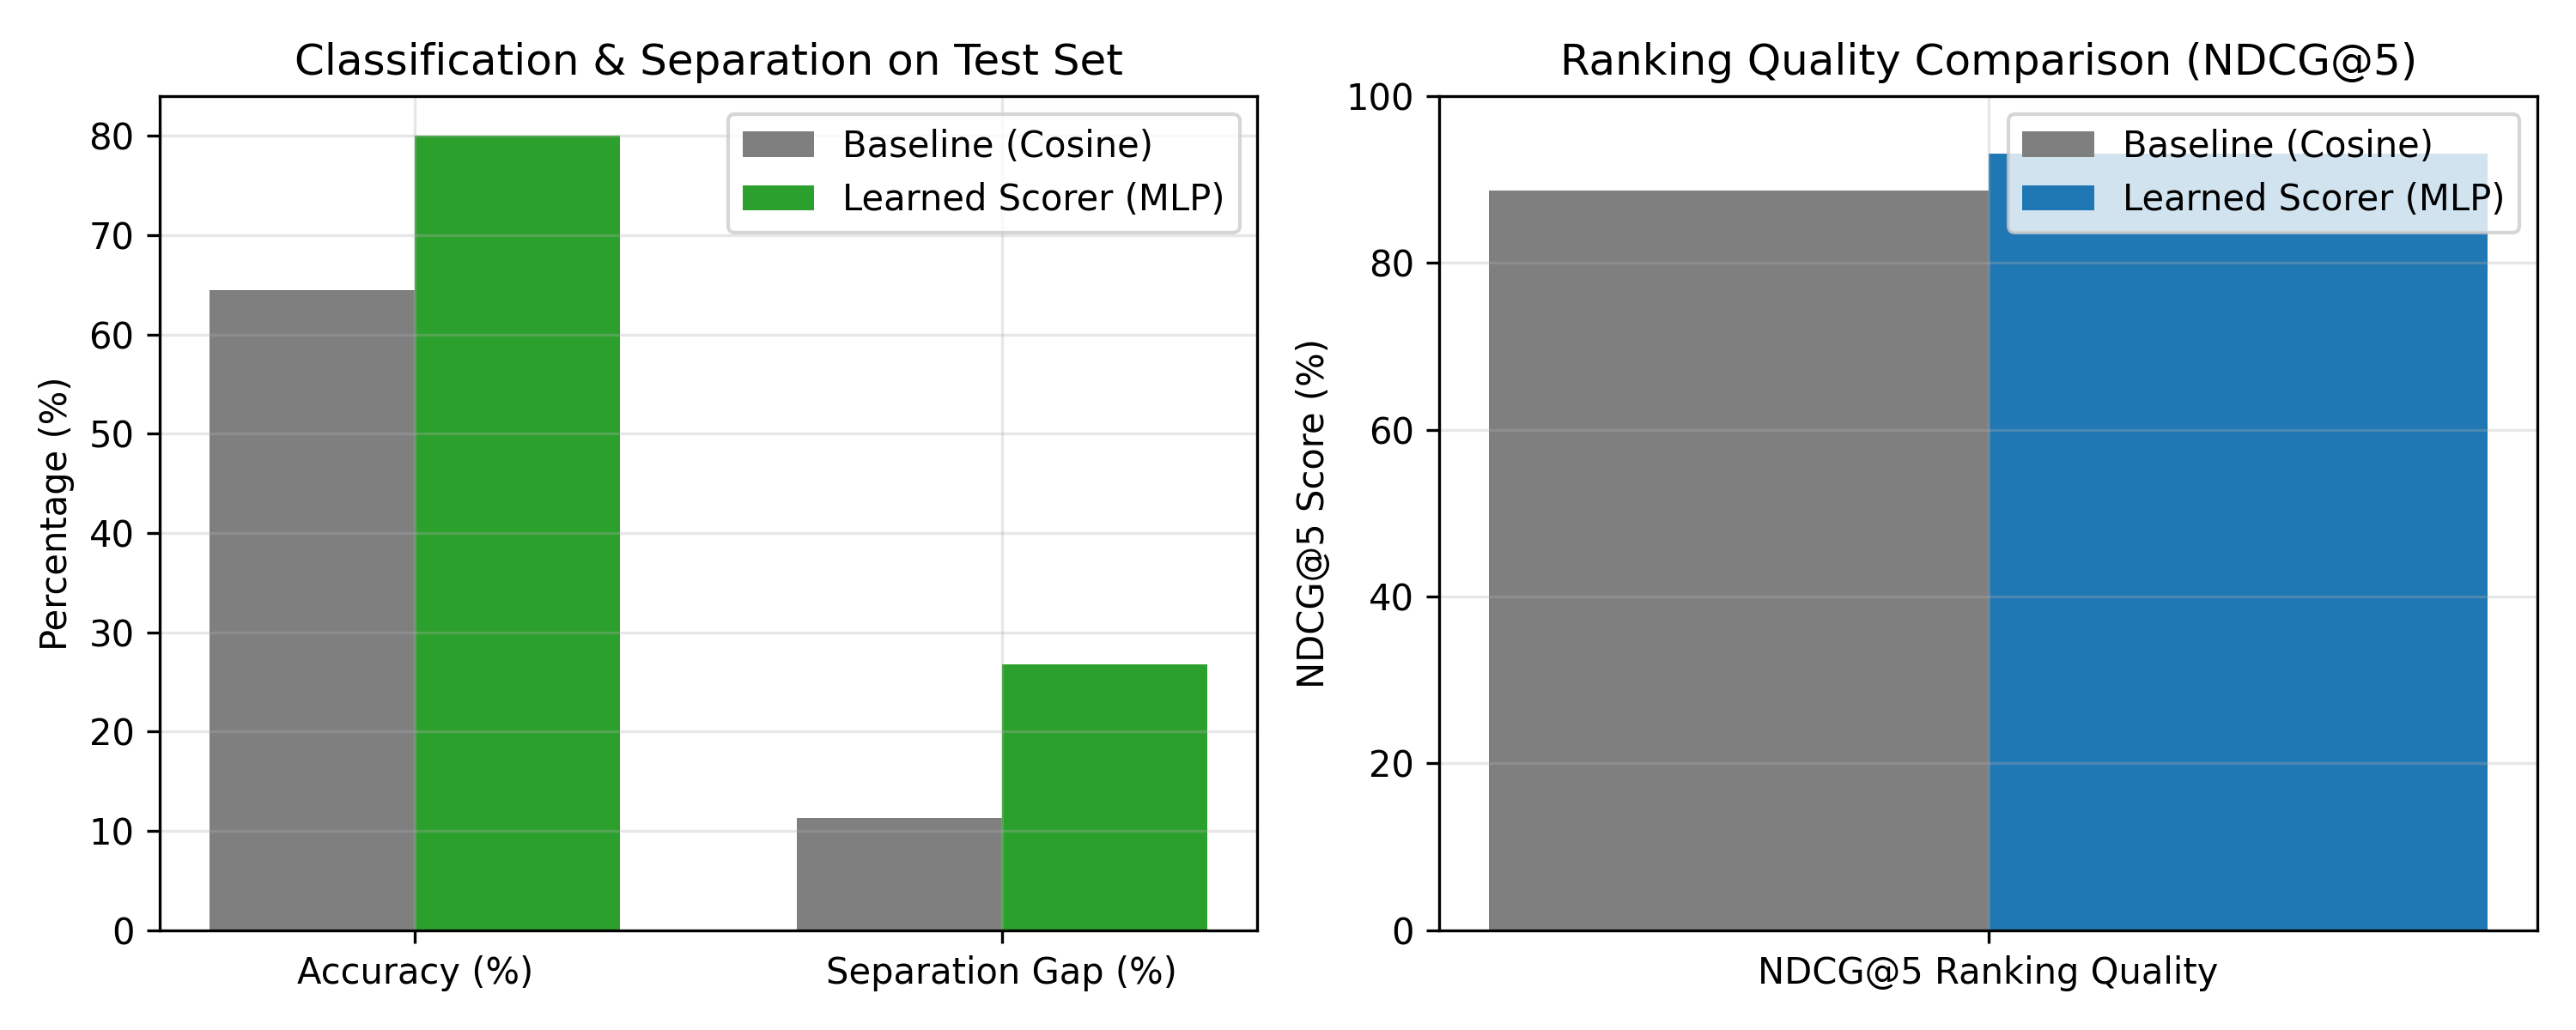 Classification & Separation on Test Set
Percentage (%)
80
70
60
50
40
30
20
10
0
Baseline (Cosine)
Learned Scorer (MLP)
Accuracy (%)
Separation Gap (%)
Ranking Quality Comparison (NDCG@5)
NDCG@5 Score (%)
100
80
60
40
20
0
Baseline (Cosine)
Learned Scorer (MLP)
NDCG@5 Ranking Quality